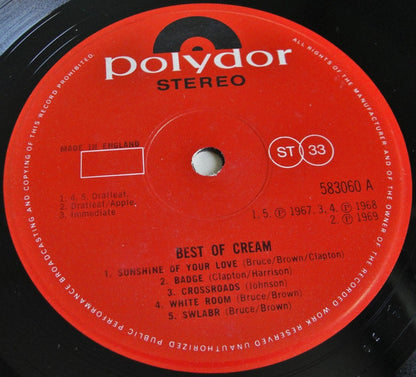 polydor
STEREO
MADE IN ENGLAND
ST 33
1. 4. 5. Dratleaf.
2. Dratleaf. Apple.
3. Immediate
583060 A
1. 5. ℗ 1967. 3. 4. ℗ 1968
2. ℗ 1969
BEST OF CREAM
1. SUNSHINE OF YOUR LOVE (Bruce/Brown/Clapton)
2. BADGE (Clapton/Harrison)
3. CROSSROADS (Johnson)
4. WHITE ROOM (Bruce/Brown)
5. SWLABR (Bruce/Brown)
ALL RIGHTS OF THE MANUFACTURER AND OF THE OWNER OF THE RECORDED WORK RESERVED UNAUTHORIZED PUBLIC PERFORMANCE BROADCASTING AND COPYING OF THIS RECORD PROHIBITED